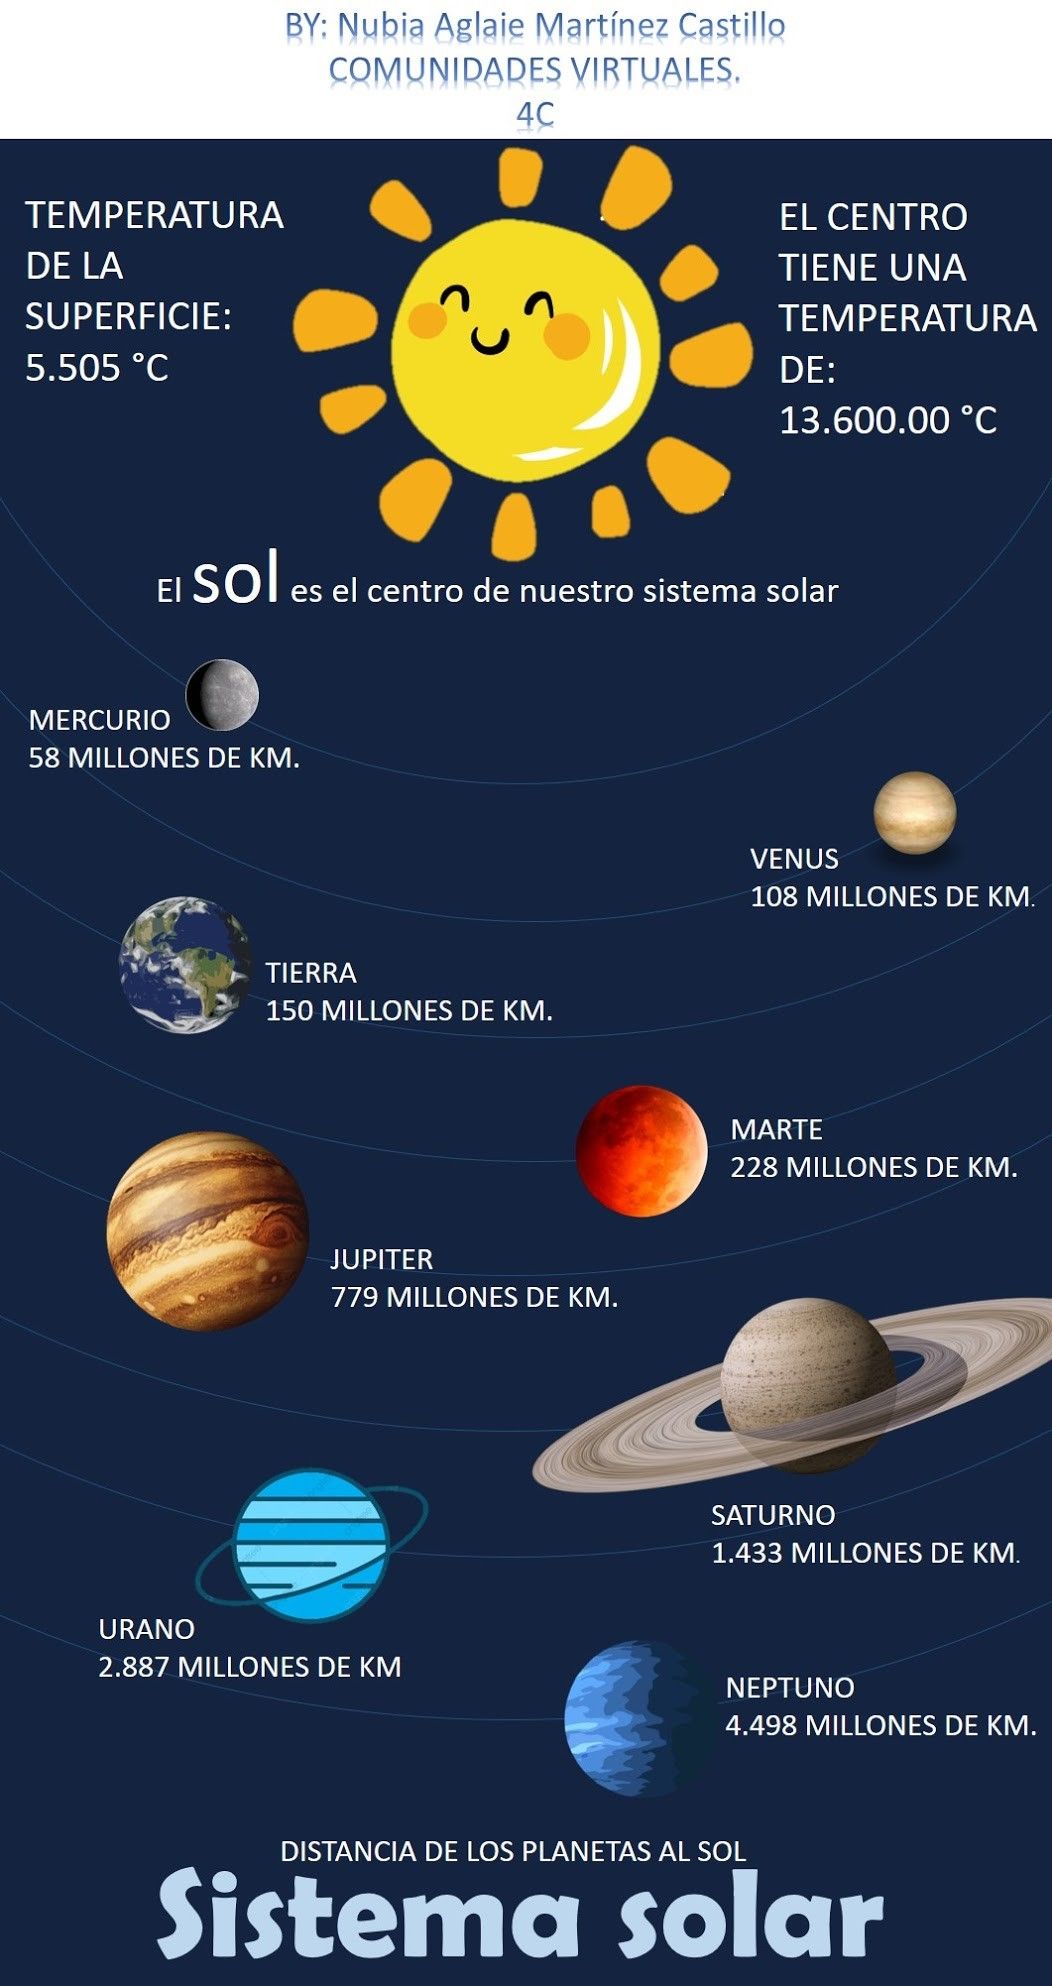 BY: Nubia Aglaie Martínez Castillo
COMUNIDADES VIRTUALES.
4C
TEMPERATURA
DE LA
SUPERFICIE:
5.505 °C
EL CENTRO
TIENE UNA
TEMPERATURA
DE:
13.600.00 °C
El sol es el centro de nuestro sistema solar
MERCURIO
58 MILLONES DE KM.
VENUS
108 MILLONES DE KM.
TIERRA
150 MILLONES DE KM.
MARTE
228 MILLONES DE KM.
JUPITER
779 MILLONES DE KM.
SATURNO
1.433 MILLONES DE KM.
URANO
2.887 MILLONES DE KM
NEPTUNO
4.498 MILLONES DE KM.
DISTANCIA DE LOS PLANETAS AL SOL
Sistema solar